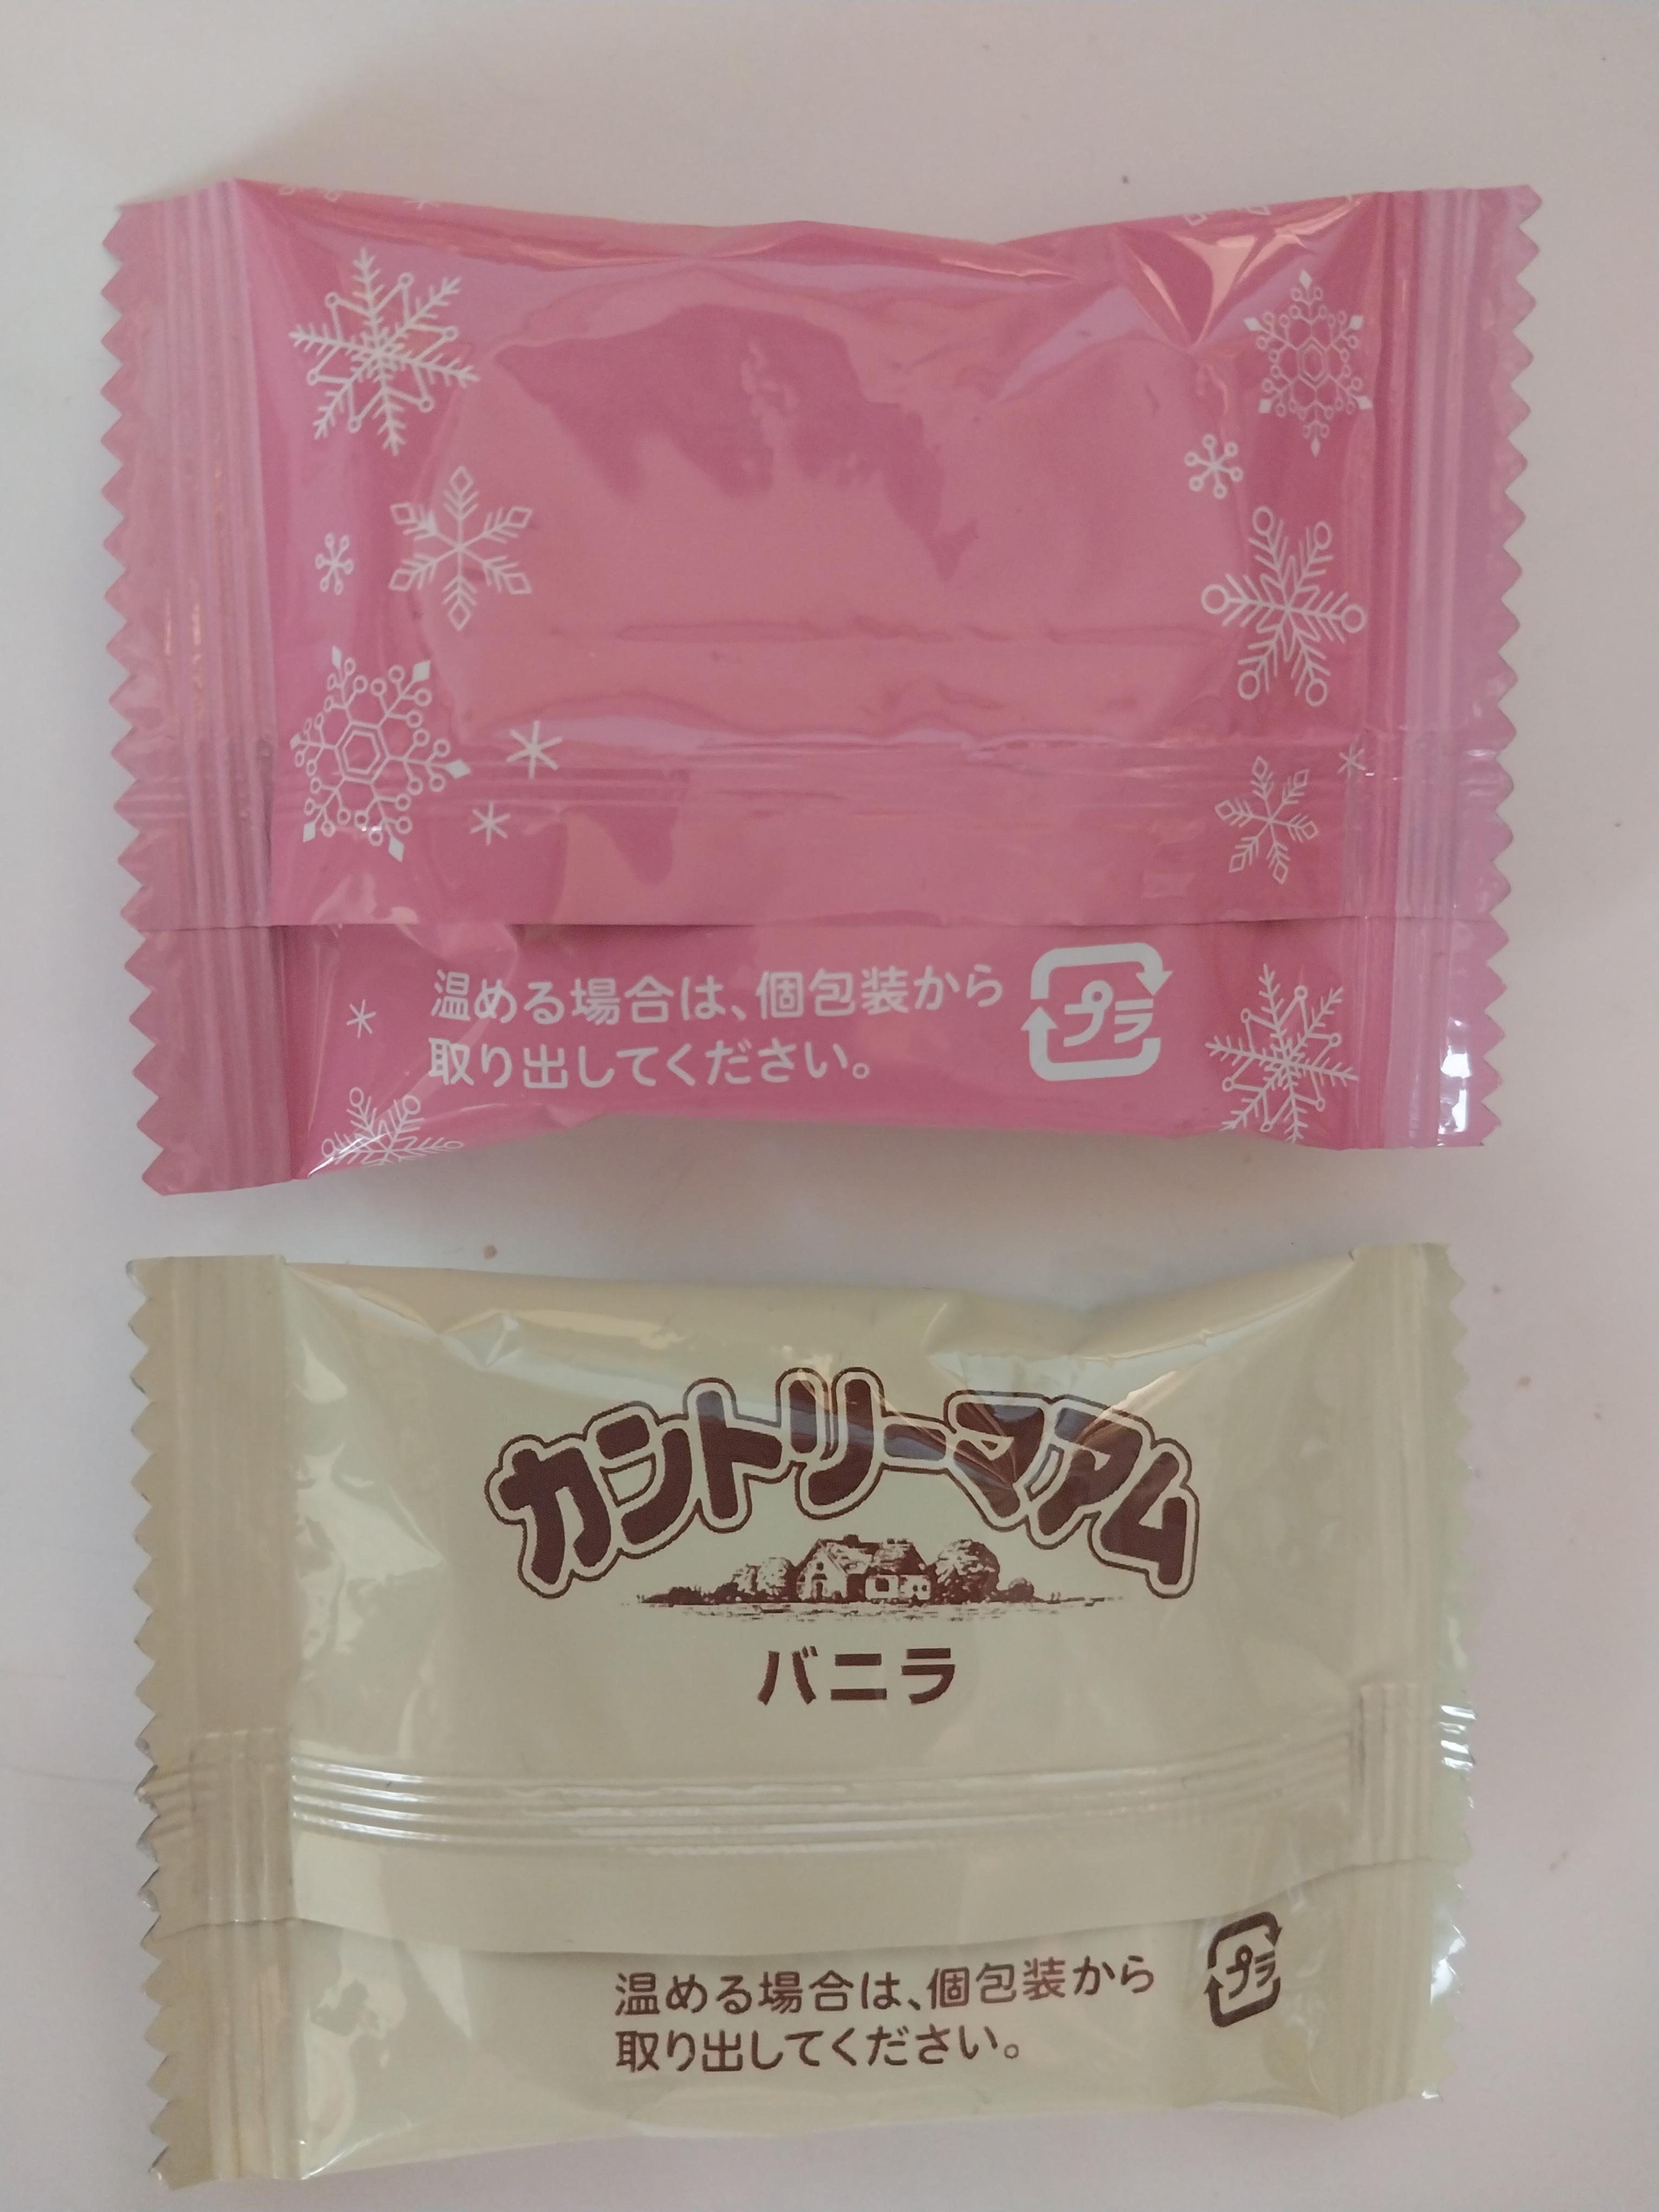 温める場合は、個包装から
取り出してください。
プラ
カントリーマアム
バニラ
温める場合は、個包装から
取り出してください。
プラ